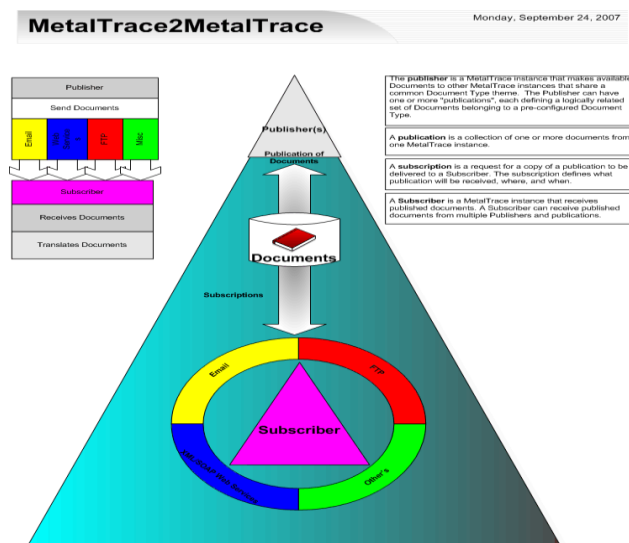 MetalTrace2MetalTrace
Monday, September 24, 2007
Publisher
Send Documents
Email
FTP
Misc
Subscriber
Receives Documents
Translates Documents
Publisher(s)
Publication of
Documents
Documents
Subscriptions
Email
FTP
Subscriber
Other's
The publisher is a MetalTrace instance that makes available
Documents to other MetalTrace instances that share a
common Document Type theme. The Publisher can have
one or more "publications", each defining a logically related
set of Documents belonging to a pre-configured Document
Type.
A publication is a collection of one or more documents from
one MetalTrace instance.
A subscription is a request for a copy of a publication to be
delivered to a Subscriber. The subscription defines what
publication will be received, where, and when.
A Subscriber is a MetalTrace instance that receives
published documents. A Subscriber can receive published
documents from multiple Publishers and publications.